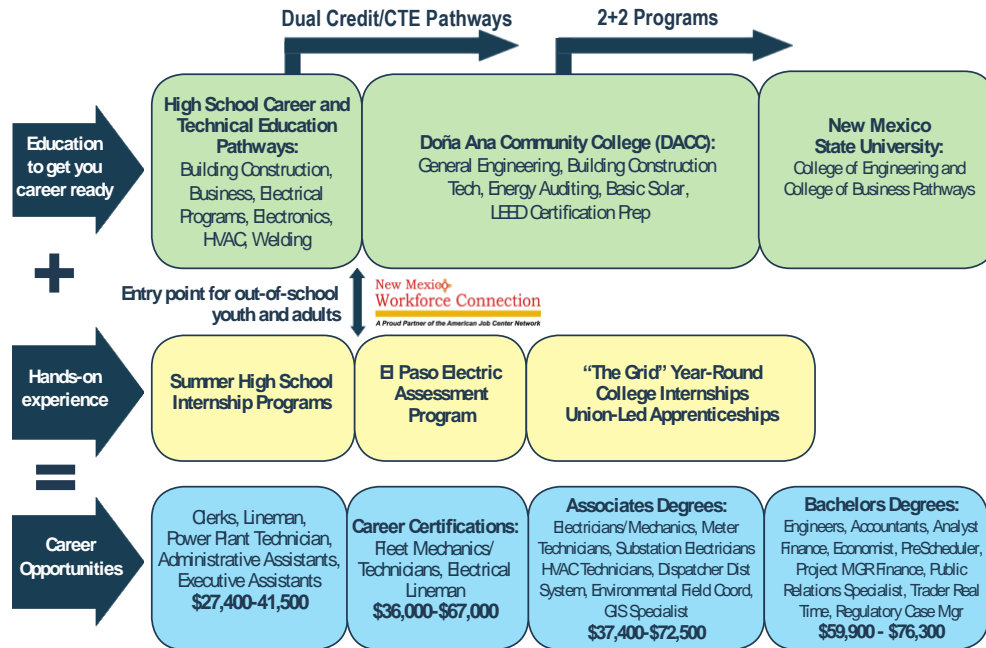 Dual Credit/CTE Pathways
2+2 Programs
Education
to get you
career ready
High School Career and
Technical Education
Pathways:
Building Construction,
Business, Electrical
Programs, Electronics,
HVAC, Welding
Doña Ana Community College (DACC):
General Engineering, Building Construction
Tech, Energy Auditing, Basic Solar,
LEED Certification Prep
New Mexico
State University:
College of Engineering and
College of Business Pathways
+
Entry point for out-of-school
youth and adults
New Mexico
Workforce Connection
A Proud Partner of the American Job Center Network
Hands-on
experience
Summer High School
Internship Programs
El Paso Electric
Assessment
Program
“The Grid” Year-Round
College Internships
Union-Led Apprenticeships
=
Career
Opportunities
Clerks, Lineman,
Power Plant Technician,
Administrative Assistants,
Executive Assistants
$27,400-41,500
Career Certifications:
Fleet Mechanics/
Technicians, Electrical
Lineman
$36,000-$67,000
Associates Degrees:
Electricians/Mechanics, Meter
Technicians, Substation Electricians
HVAC Technicians, Dispatcher Dist
System, Environmental Field Coord,
GIS Specialist
$37,400-$72,500
Bachelors Degrees:
Engineers, Accountants, Analyst
Finance, Economist, PreScheduler,
Project MGR Finance, Public
Relations Specialist, Trader Real
Time, Regulatory Case Mgr
$59,900 - $76,300